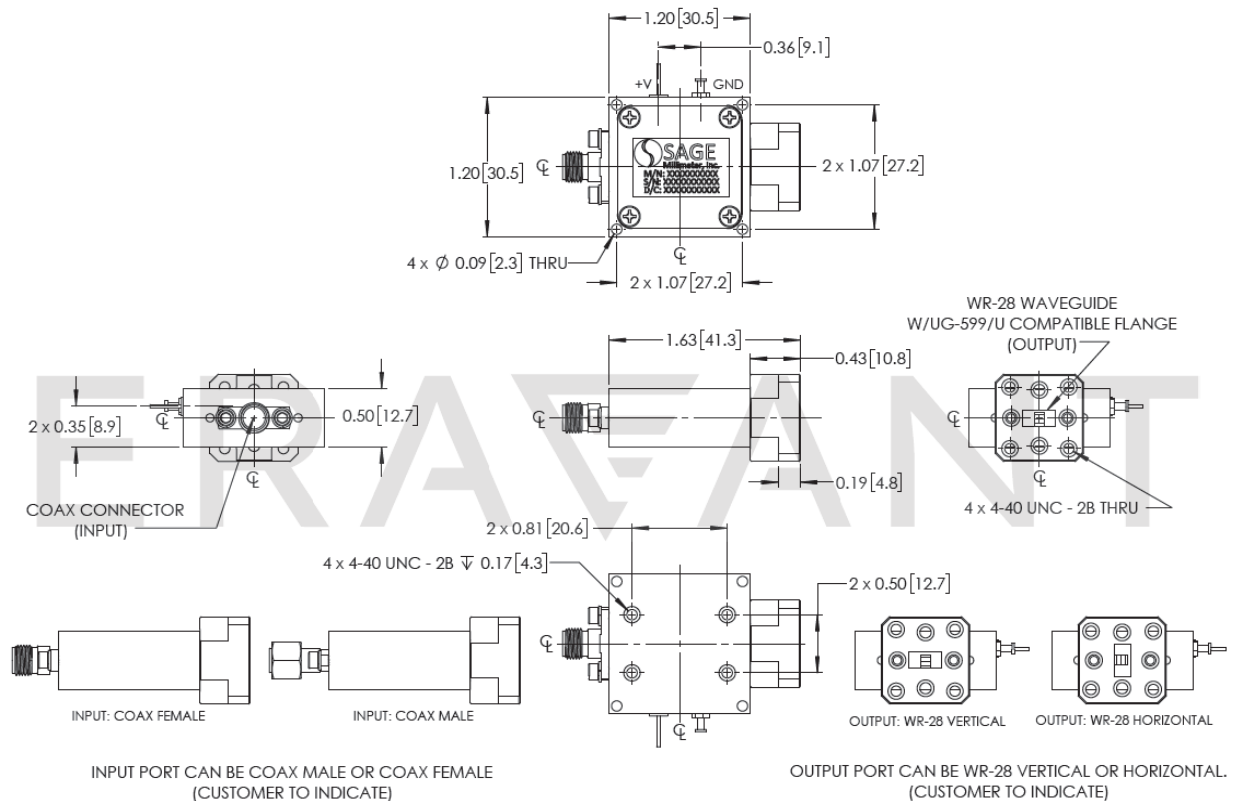 1.20[30.5]
0.36[9.1]
+V
GND
SAGE
Millimeter, Inc.
M/N: XXXXXXXXXX
S/N: XXXXXXXXXXX
D/C: XXXXXXXXXXX
1.20[30.5]
℄
2 x 1.07[27.2]
4 x Ø 0.09[2.3] THRU
℄
2 x 1.07[27.2]
WR-28 WAVEGUIDE
W/UG-599/U COMPATIBLE FLANGE
(OUTPUT)
1.63[41.3]
0.43[10.8]
ERAVANT
2 x 0.35[8.9]
℄
0.50[12.7]
℄
℄
℄
℄
0.19[4.8]
COAX CONNECTOR
(INPUT)
4 x 4-40 UNC - 2B THRU
2 x 0.81[20.6]
4 x 4-40 UNC - 2B ↧ 0.17[4.3]
2 x 0.50[12.7]
℄
℄
INPUT: COAX FEMALE
INPUT: COAX MALE
OUTPUT: WR-28 VERTICAL
OUTPUT: WR-28 HORIZONTAL
INPUT PORT CAN BE COAX MALE OR COAX FEMALE
(CUSTOMER TO INDICATE)
OUTPUT PORT CAN BE WR-28 VERTICAL OR HORIZONTAL.
(CUSTOMER TO INDICATE)